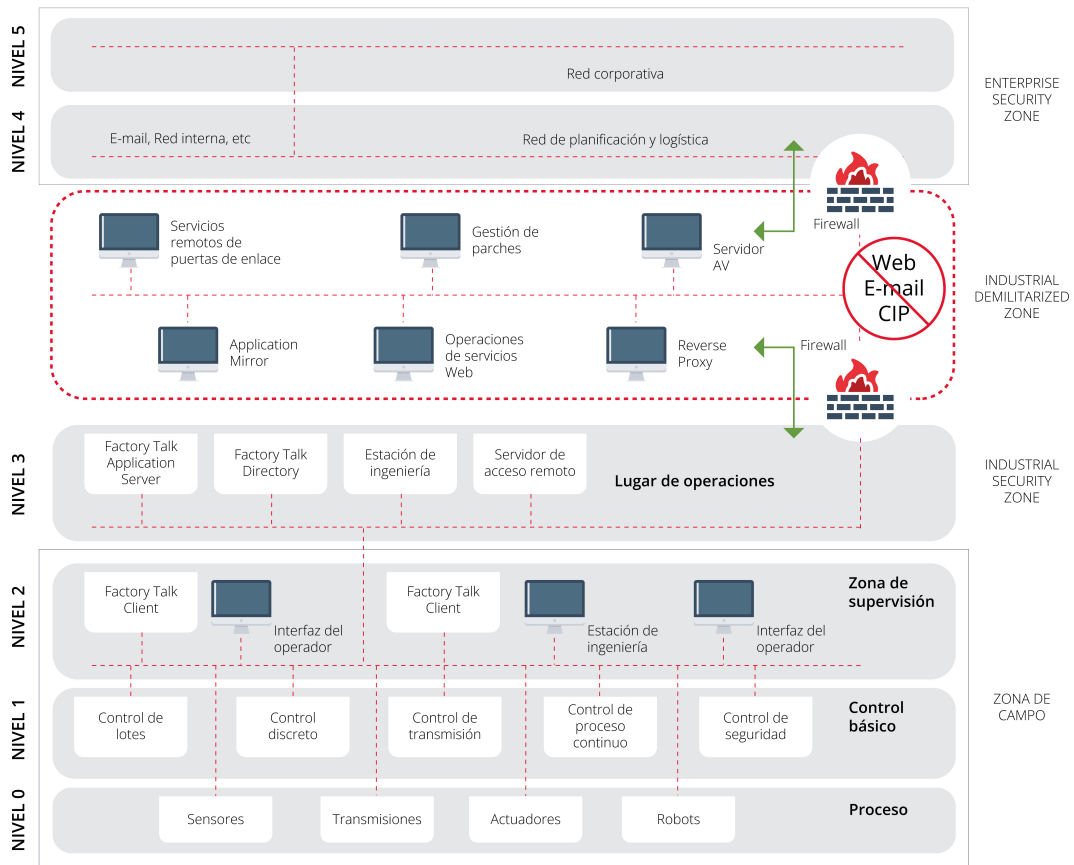 NIVEL 5
Red corporativa
NIVEL 4
E-mail, Red interna, etc
Red de planificación y logística
ENTERPRISE
SECURITY
ZONE
Servicios
remotos de
puertas de enlace
Gestión de
parches
Servidor
AV
Firewall
Web
E-mail
CIP
INDUSTRIAL
DEMILITARIZED
ZONE
Application
Mirror
Operaciones
de servicios
Web
Reverse
Proxy
Firewall
NIVEL 3
Factory Talk
Application
Server
Factory Talk
Directory
Estación de
ingeniería
Servidor de
acceso remoto
Lugar de operaciones
INDUSTRIAL
SECURITY
ZONE
NIVEL 2
Factory Talk
Client
Interfaz del
operador
Factory Talk
Client
Estación de
ingeniería
Interfaz del
operador
Zona de
supervisión
NIVEL 1
Control de
lotes
Control
discreto
Control de
transmisión
Control de
proceso
continuo
Control de
seguridad
Control
básico
ZONA DE
CAMPO
NIVEL 0
Sensores
Transmisiones
Actuadores
Robots
Proceso